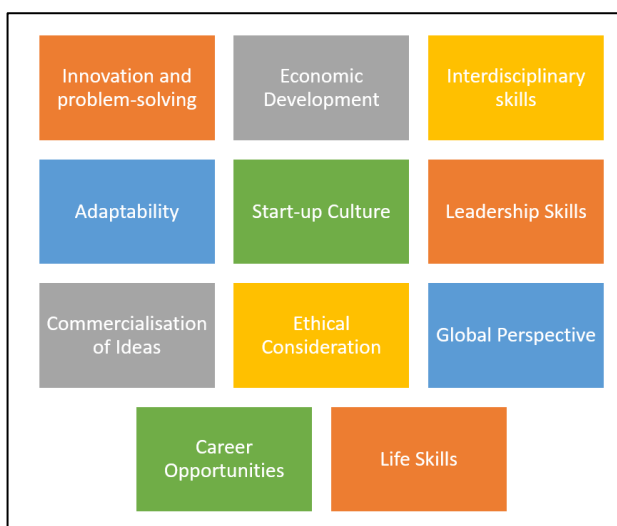 Innovation and
problem-solving
Economic
Development
Interdisciplinary
skills
Adaptability
Start-up Culture
Leadership Skills
Commercialisation
of Ideas
Ethical
Consideration
Global Perspective
Career
Opportunities
Life Skills